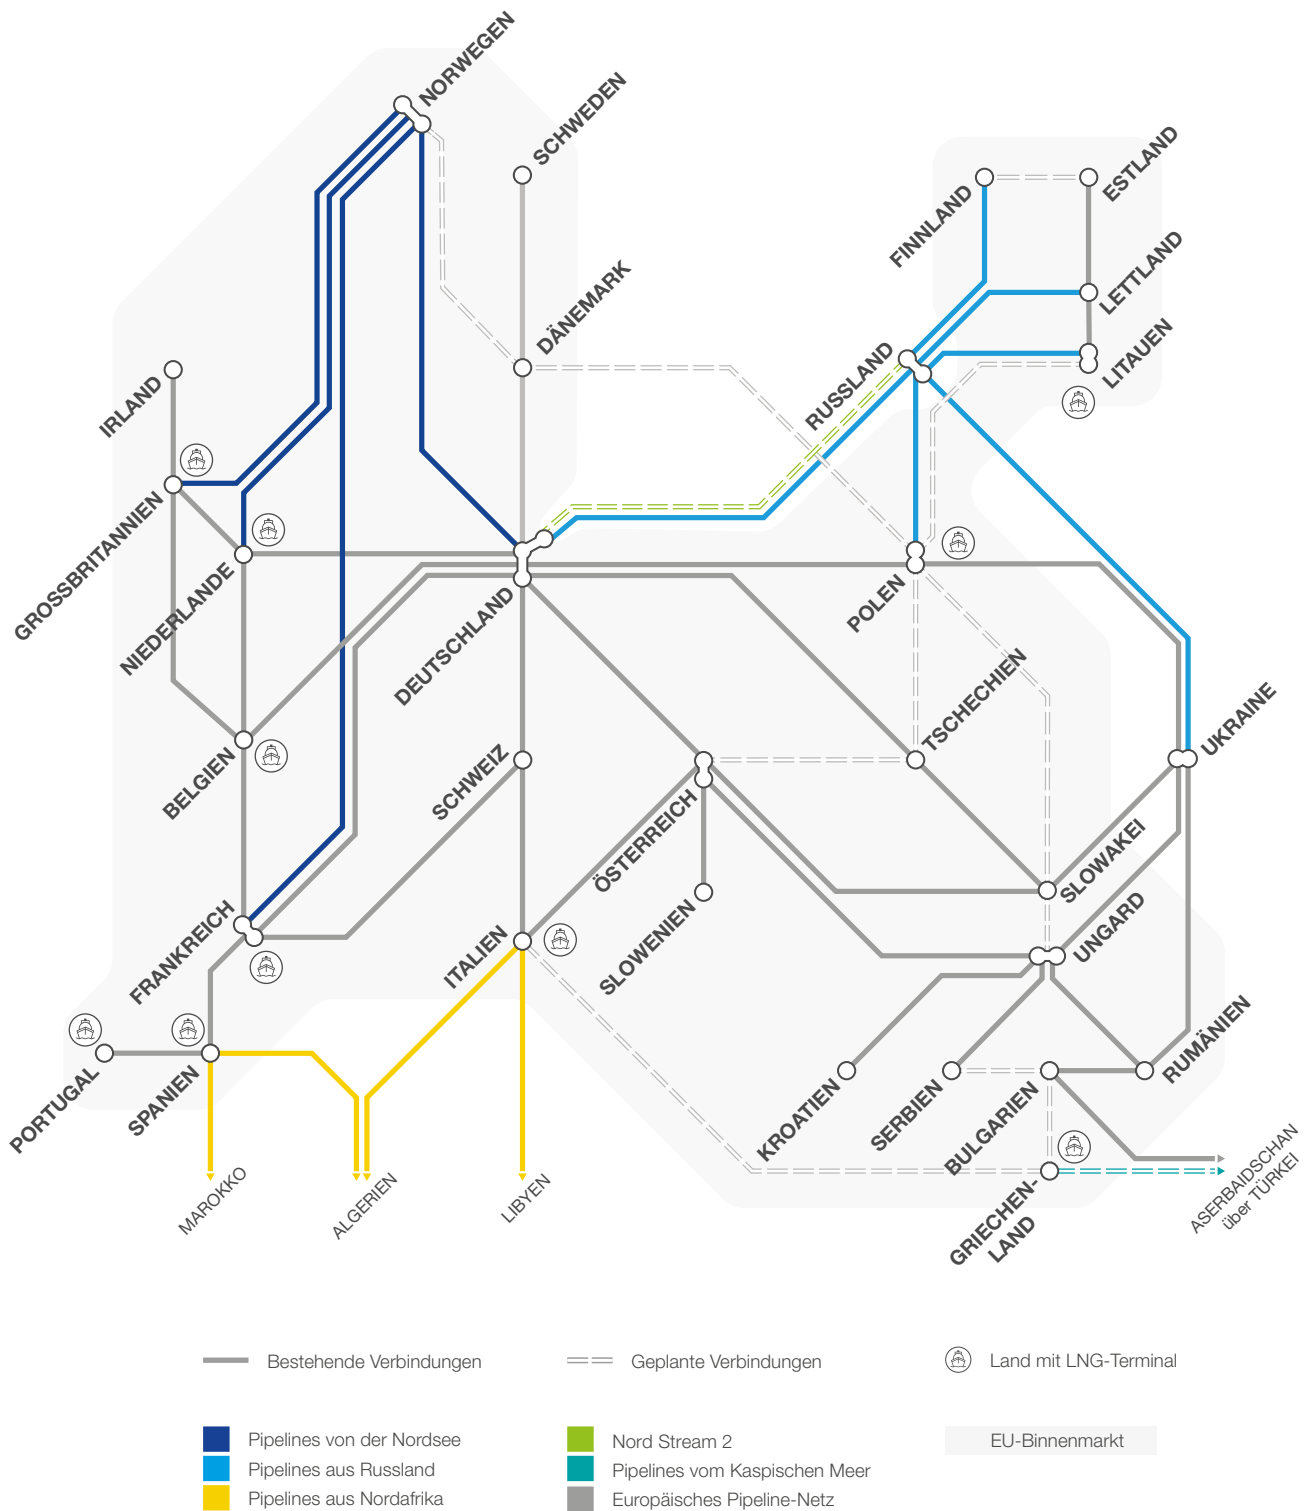 NORWEGEN
SCHWEDEN
ESTLAND
FINNLAND
LETTLAND
DÄNEMARK
LITAUEN
RUSSLAND
IRLAND
GROSSBRITANNIEN
NIEDERLANDE
DEUTSCHLAND
POLEN
TSCHECHIEN
UKRAINE
BELGIEN
SCHWEIZ
ÖSTERREICH
SLOWAKEI
FRANKREICH
ITALIEN
SLOWENIEN
UNGARD
PORTUGAL
SPANIEN
KROATIEN
SERBIEN
BULGARIEN
RUMÄNIEN
GRIECHEN-
LAND
MAROKKO
ALGERIEN
LIBYEN
ASERBAIDSCHAN
über TÜRKEI
Bestehende Verbindungen
Geplante Verbindungen
Land mit LNG-Terminal
Pipelines von der Nordsee
Nord Stream 2
EU-Binnenmarkt
Pipelines aus Russland
Pipelines vom Kaspischen Meer
Pipelines aus Nordafrika
Europäisches Pipeline-Netz